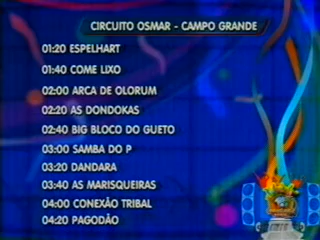 CIRCUITO OSMAR - CAMPO GRANDE
01:20 ESPELHART
01:40 COME LIXO
02:00 ARCA DE OLORUM
02:20 AS DONDOKAS
02:40 BIG BLOCO DO GUETO
03:00 SAMBA DO P
03:20 DANDARA
03:40 AS MARISQUEIRAS
04:00 CONEXÃO TRIBAL
04:20 PAGODÃO